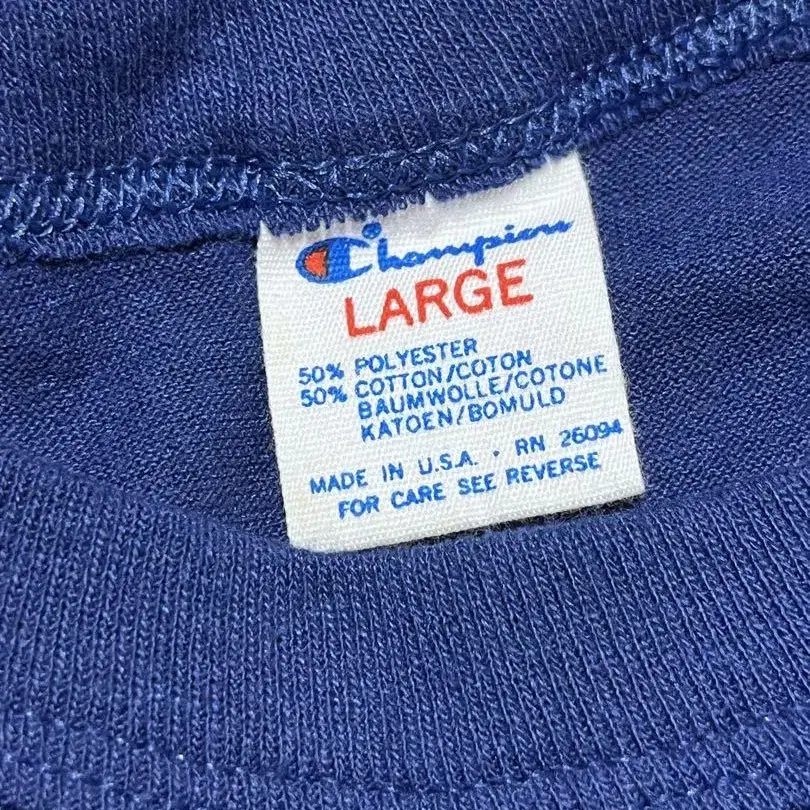 Champion
LARGE
50% POLYESTER
50% COTTON/COTON
BAUMWOLLE/COTONE
KATOEN/BOMULD
MADE IN U.S.A. · RN 26094
FOR CARE SEE REVERSE